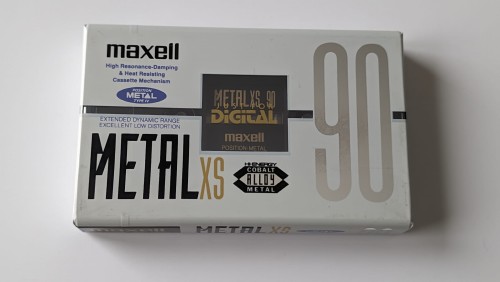 maxell
High Resonance-Damping
& Heat Resisting
Cassette Mechanism
POSITION
METAL
TYPE IV
EXTENDED DYNAMIC RANGE
EXCELLENT LOW DISTORTION
METAL XS
METAL XS 90
DIGITAL
maxell
POSITION·METAL
HI-ENERGY
COBALT
ALLOY
METAL
90
METAL XS